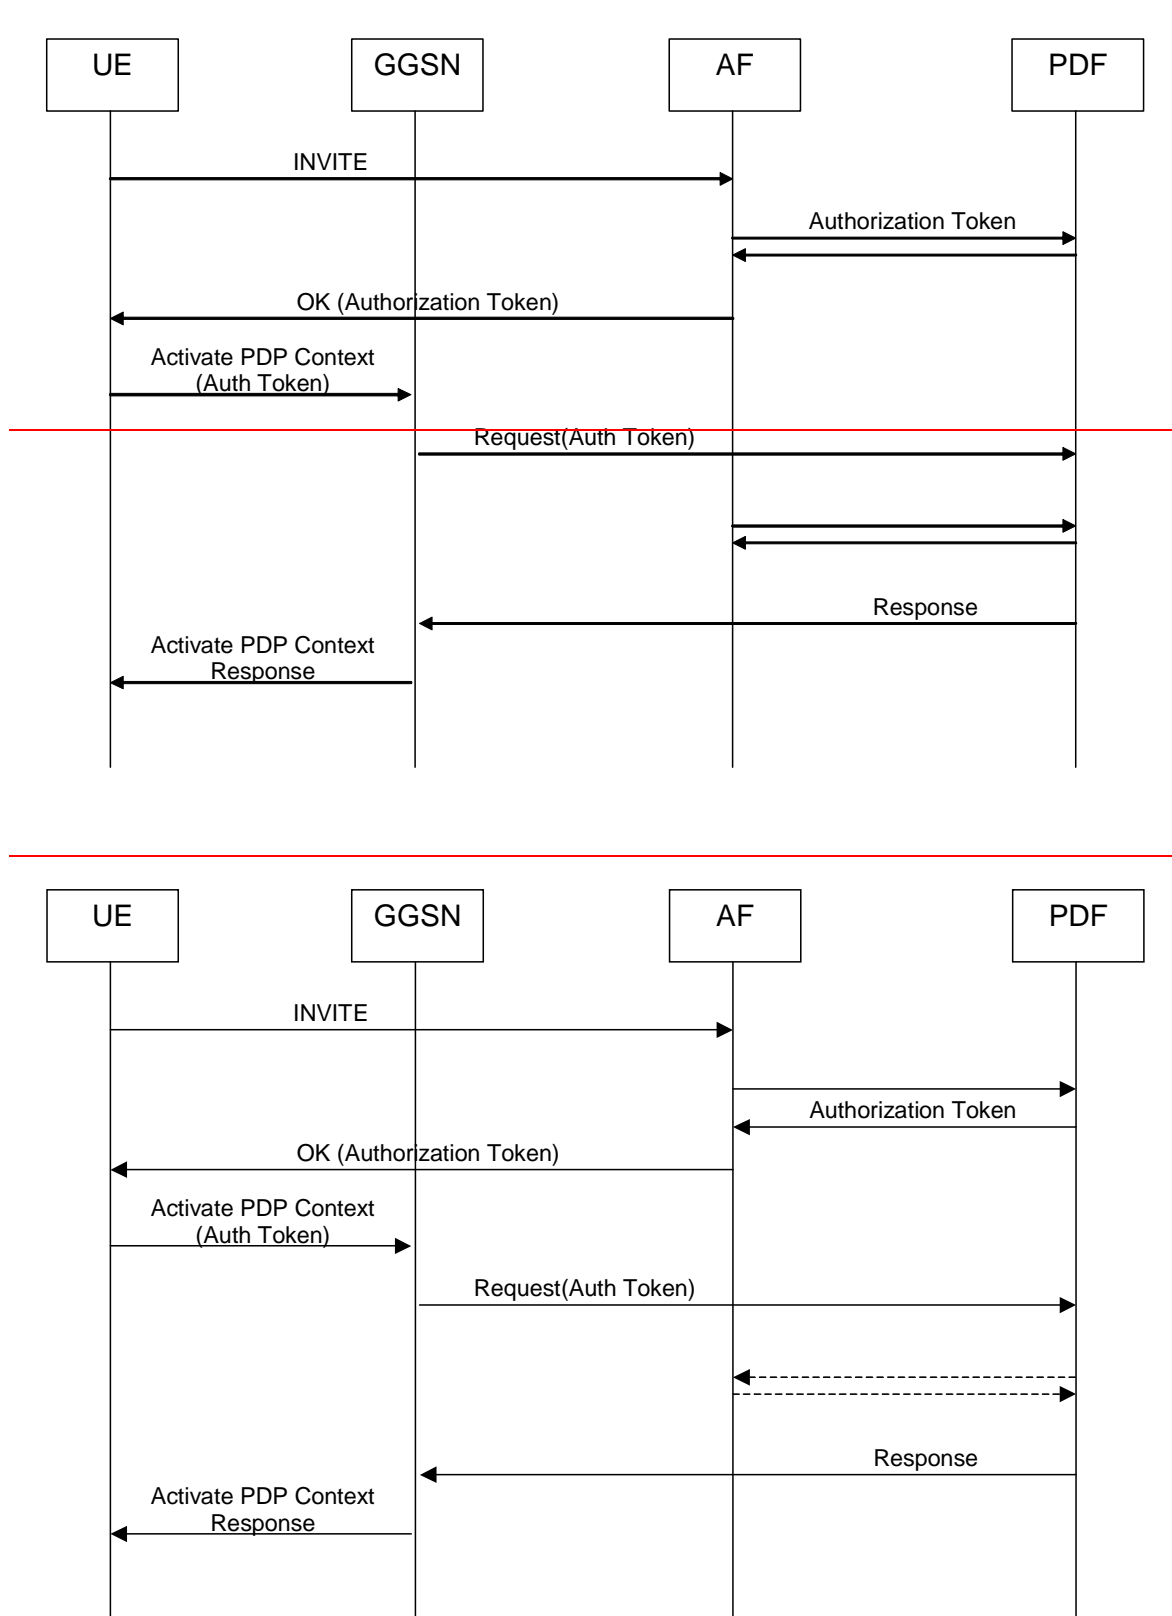 UE GGSN AF PDF
INVITE
Authorization Token
OK (Authorization Token)
Activate PDP Context
(Auth Token)
Request(Auth Token)
Response
Activate PDP Context
Response
UE GGSN AF PDF
INVITE
Authorization Token
OK (Authorization Token)
Activate PDP Context
(Auth Token)
Request(Auth Token)
Response
Activate PDP Context
Response